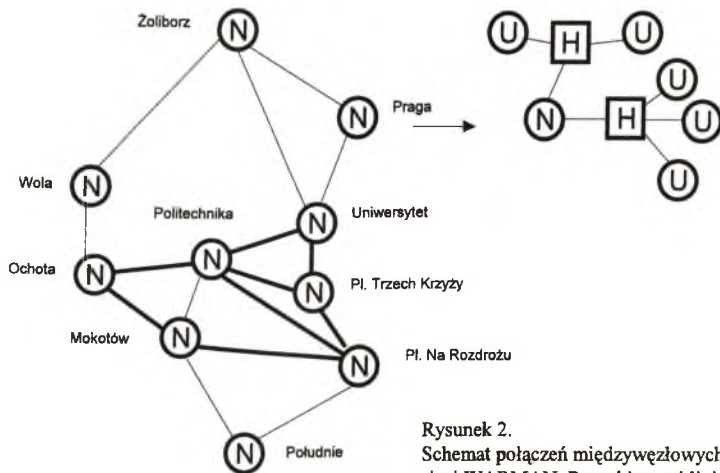 Żoliborz
N
U
H
U
Praga
N
N
H
U
U
U
Wola
N
Politechnika
N
Uniwersytet
N
Ochota
N
Pl. Trzech Krzyży
N
Mokotów
N
Pl. Na Rozdrożu
N
Południe
N
Rysunek 2.
Schemat połączeń międzywęzłowych